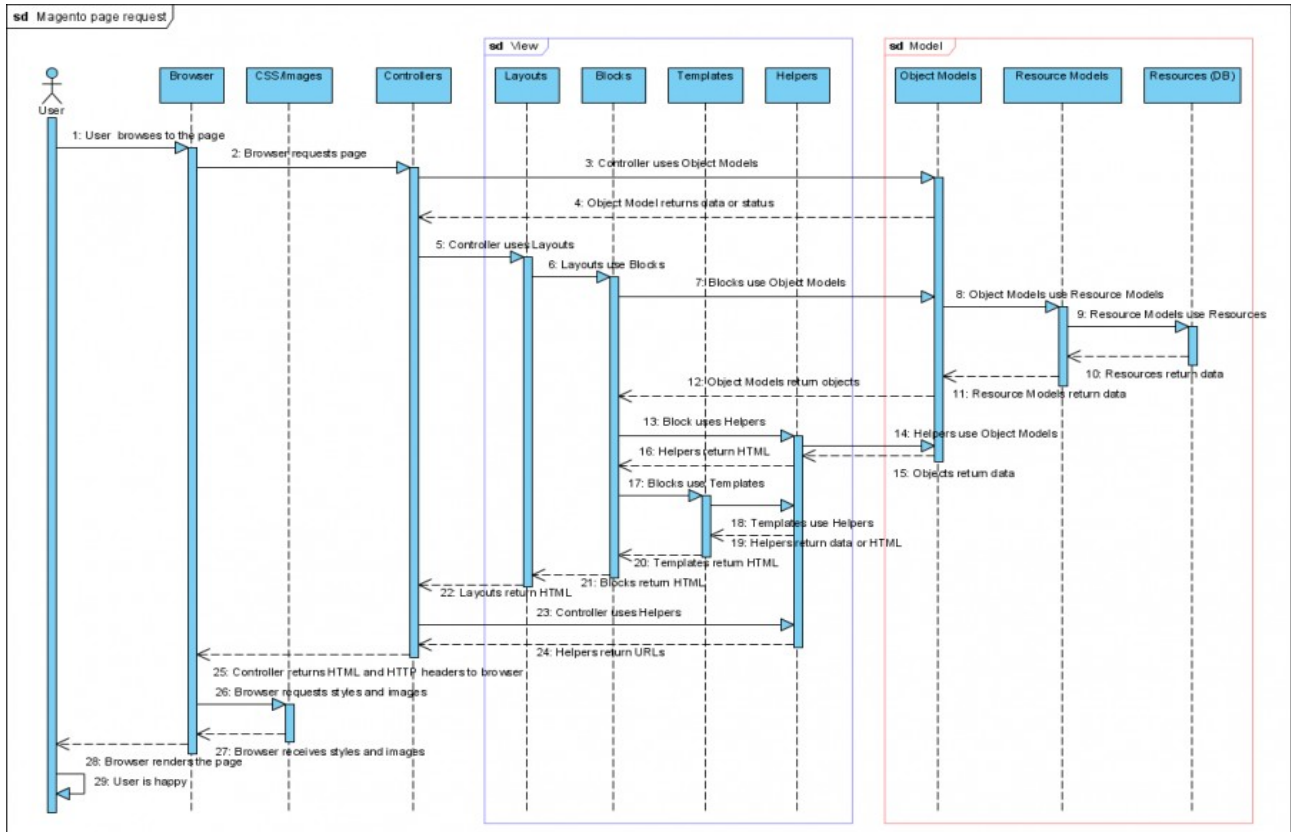 sd Magento page request
sd View
sd Model
Browser
CSS/Images
Controllers
Layouts
Blocks
Templates
Helpers
Object Models
Resource Models
Resources (DB)
User
1: User browses to the page
2: Browser requests page
3: Controller uses Object Models
4: Object Model returns data or status
5: Controller uses Layouts
6: Layouts use Blocks
7: Blocks use Object Models
8: Object Models use Resource Models
9: Resource Models use Resources
10: Resources return data
11: Resource Models return data
12: Object Models return objects
13: Block uses Helpers
14: Helpers use Object Models
15: Objects return data
16: Helpers return HTML
17: Blocks use Templates
18: Templates use Helpers
19: Helpers return data or HTML
20: Templates return HTML
21: Blocks return HTML
22: Layouts return HTML
23: Controller uses Helpers
24: Helpers return URLs
25: Controller returns HTML and HTTP headers to browser
26: Browser requests styles and images
27: Browser receives styles and images
28: Browser renders the page
29: User is happy